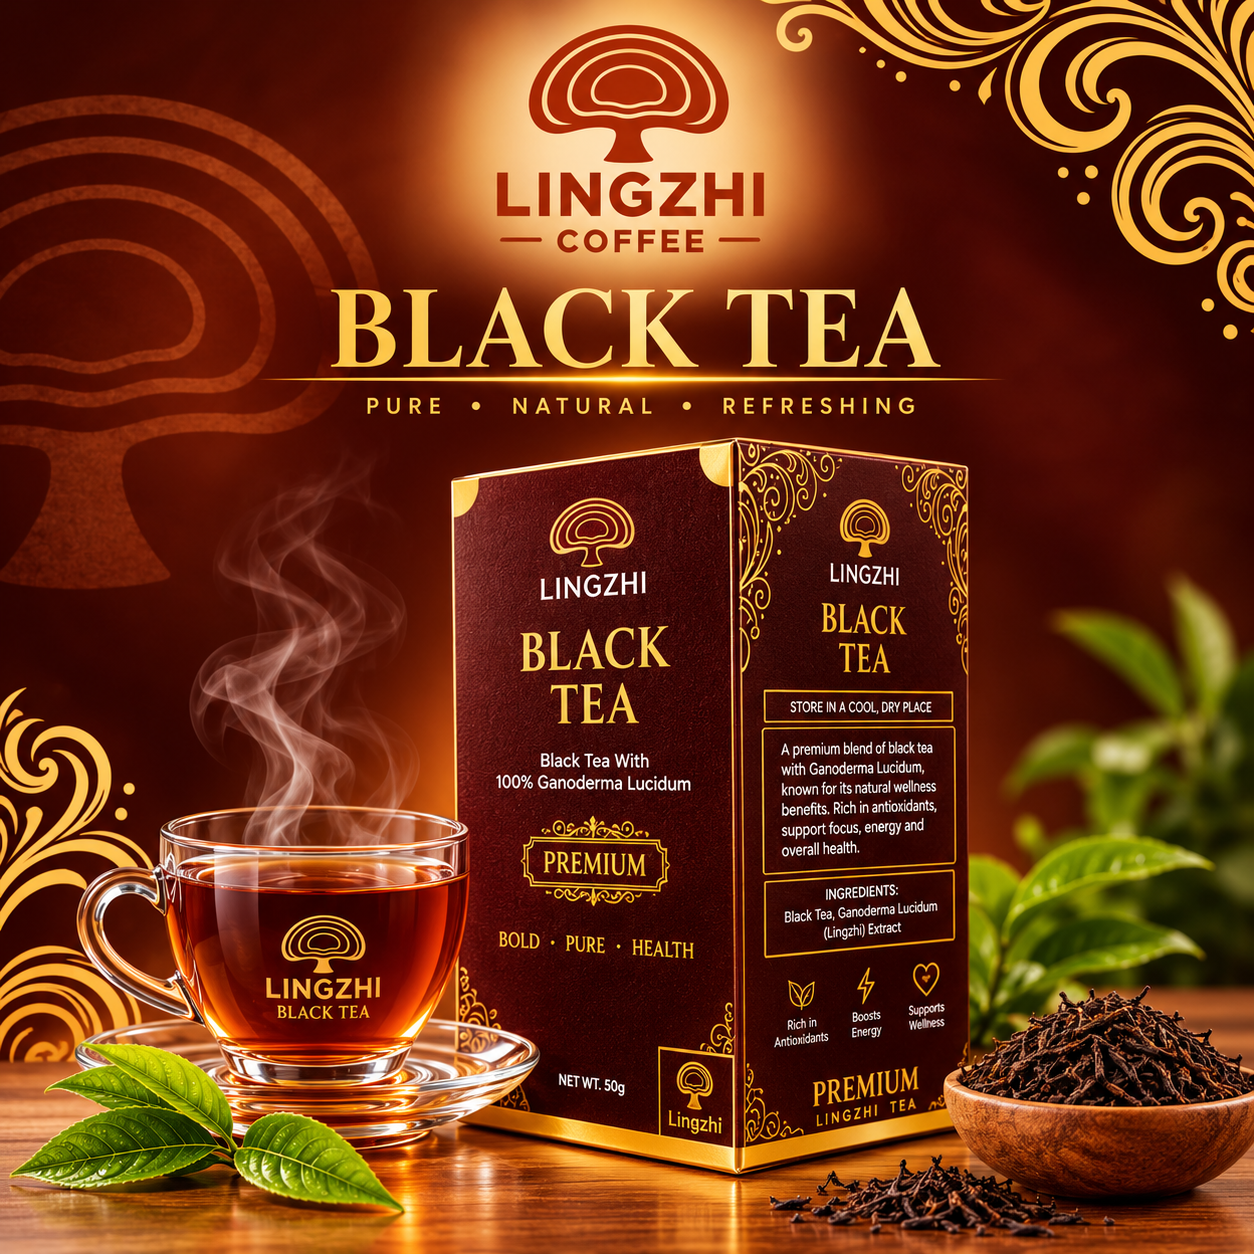 LINGZHI
COFFEE
BLACK TEA
PURE • NATURAL • REFRESHING
LINGZHI
BLACK
TEA
Black Tea With
100% Ganoderma Lucidum
PREMIUM
BOLD · PURE · HEALTH
NET WT. 50g
Lingzhi
LINGZHI
BLACK
TEA
STORE IN A COOL, DRY PLACE
A premium blend of black tea
with Ganoderma Lucidum,
known for its natural wellness
benefits. Rich in antioxidants,
support focus, energy and
overall health.
INGREDIENTS:
Black Tea, Ganoderma Lucidum
(Lingzhi) Extract
Rich in
Antioxidants
Boosts
Energy
Supports
Wellness
PREMIUM
LINGZHI TEA
LINGZHI
BLACK TEA